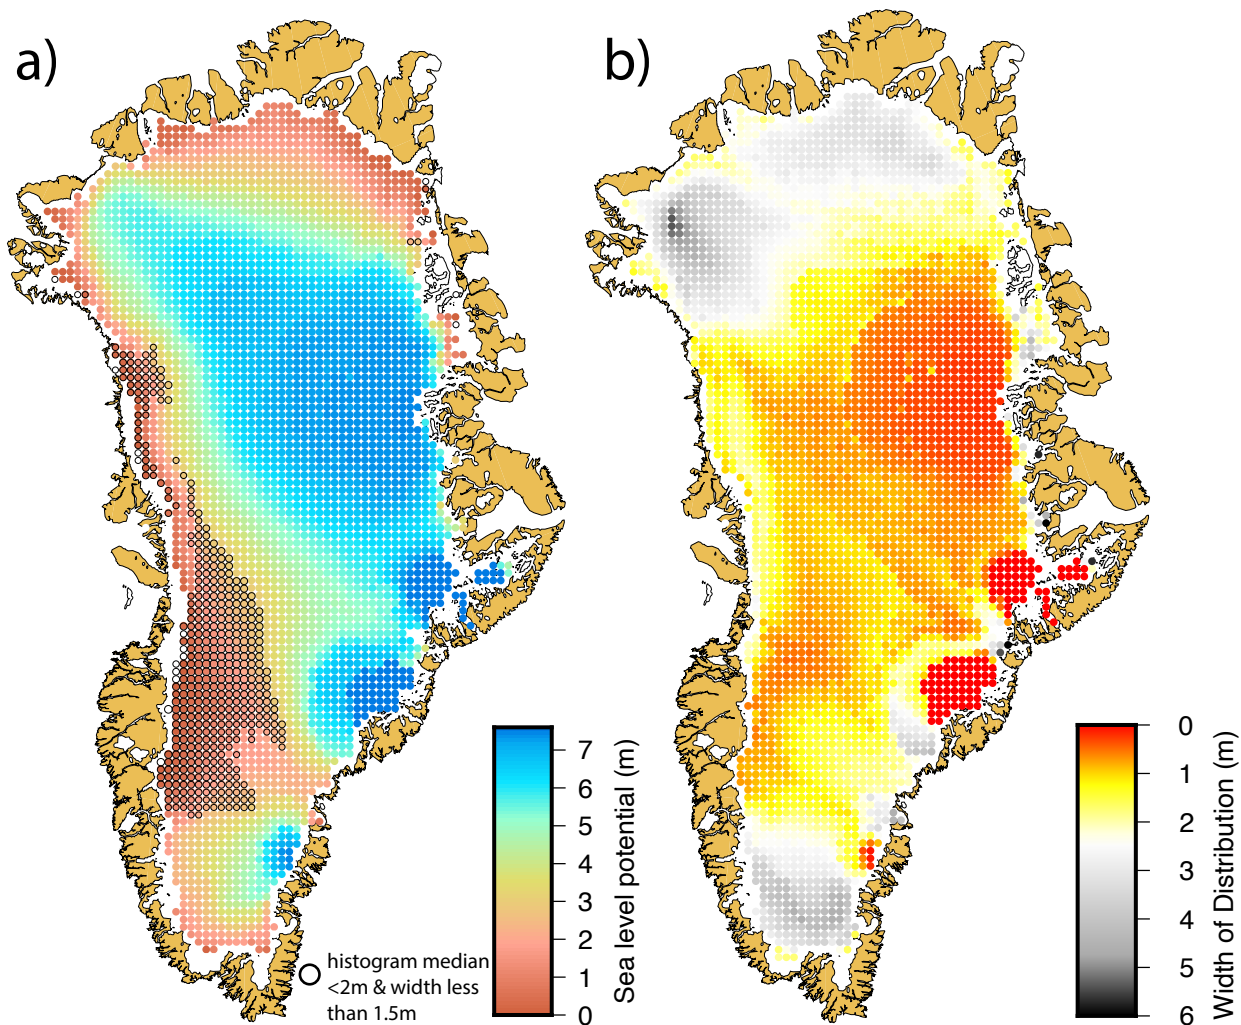 a)
b)
7
6
5
4
3
2
1
0
Sea level potential (m)
histogram median
<2m & width less
than 1.5m
0
1
2
3
4
5
6
Width of Distribution (m)